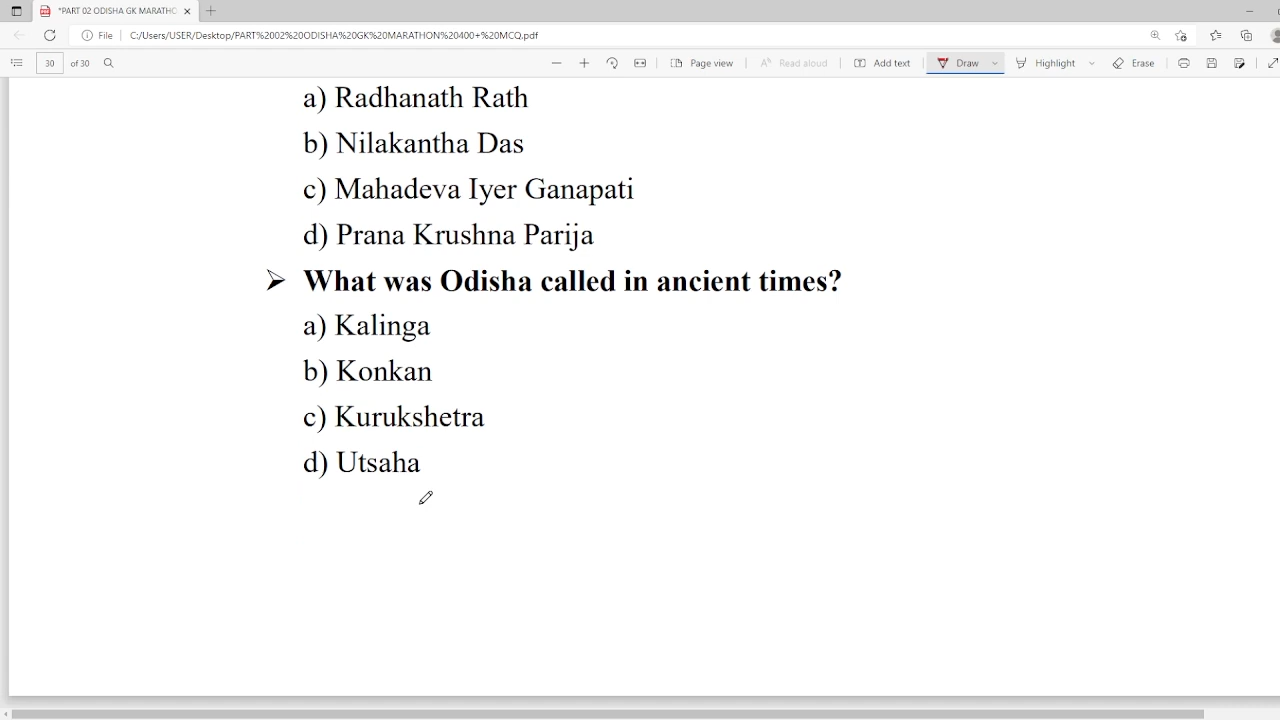 *PART 02 ODISHA GK MARATHO
File C:/Users/USER/Desktop/PART%2002%20ODISHA%20GK%20MARATHON%20400+%20MCQ.pdf
30 of 30 Page view Read aloud Add text Draw Highlight Erase
a) Radhanath Rath
b) Nilakantha Das
c) Mahadeva Iyer Ganapati
d) Prana Krushna Parija
➢ What was Odisha called in ancient times?
a) Kalinga
b) Konkan
c) Kurukshetra
d) Utsaha